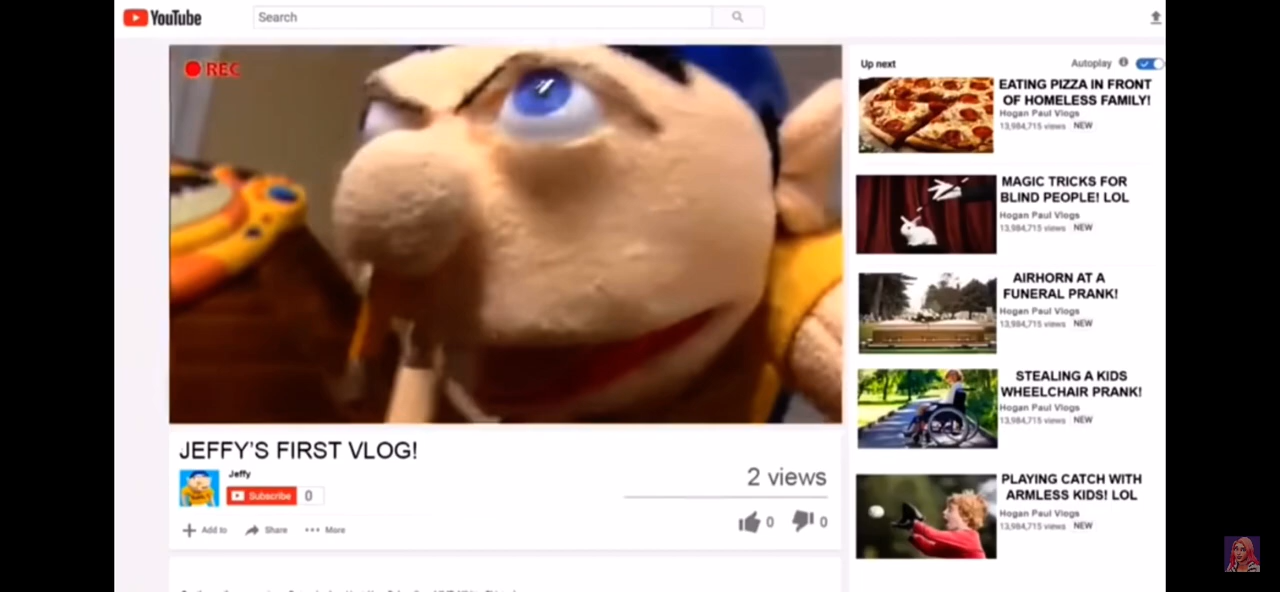 YouTube
Search
REC
Up next
Autoplay
EATING PIZZA IN FRONT
OF HOMELESS FAMILY!
Hogan Paul Vlogs
13,984,715 views NEW
MAGIC TRICKS FOR
BLIND PEOPLE! LOL
Hogan Paul Vlogs
13,984,715 views NEW
AIRHORN AT A
FUNERAL PRANK!
Hogan Paul Vlogs
13,984,715 views NEW
STEALING A KIDS
WHEELCHAIR PRANK!
Hogan Paul Vlogs
13,984,715 views NEW
PLAYING CATCH WITH
ARMLESS KIDS! LOL
Hogan Paul Vlogs
13,984,715 views NEW
JEFFY'S FIRST VLOG!
Jeffy
Subscribe 0
2 views
Add to Share More
0 0